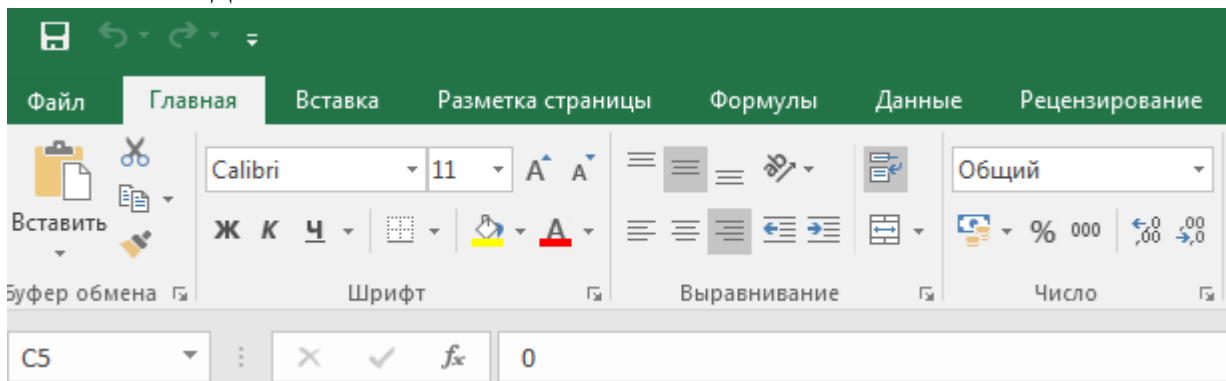 Файл Главная Вставка Разметка страницы Формулы Данные Рецензирование
Calibri 11 Общий
Вставить Ж К Ч % 000
Буфер обмена Шрифт Выравнивание Число
C5 fx 0